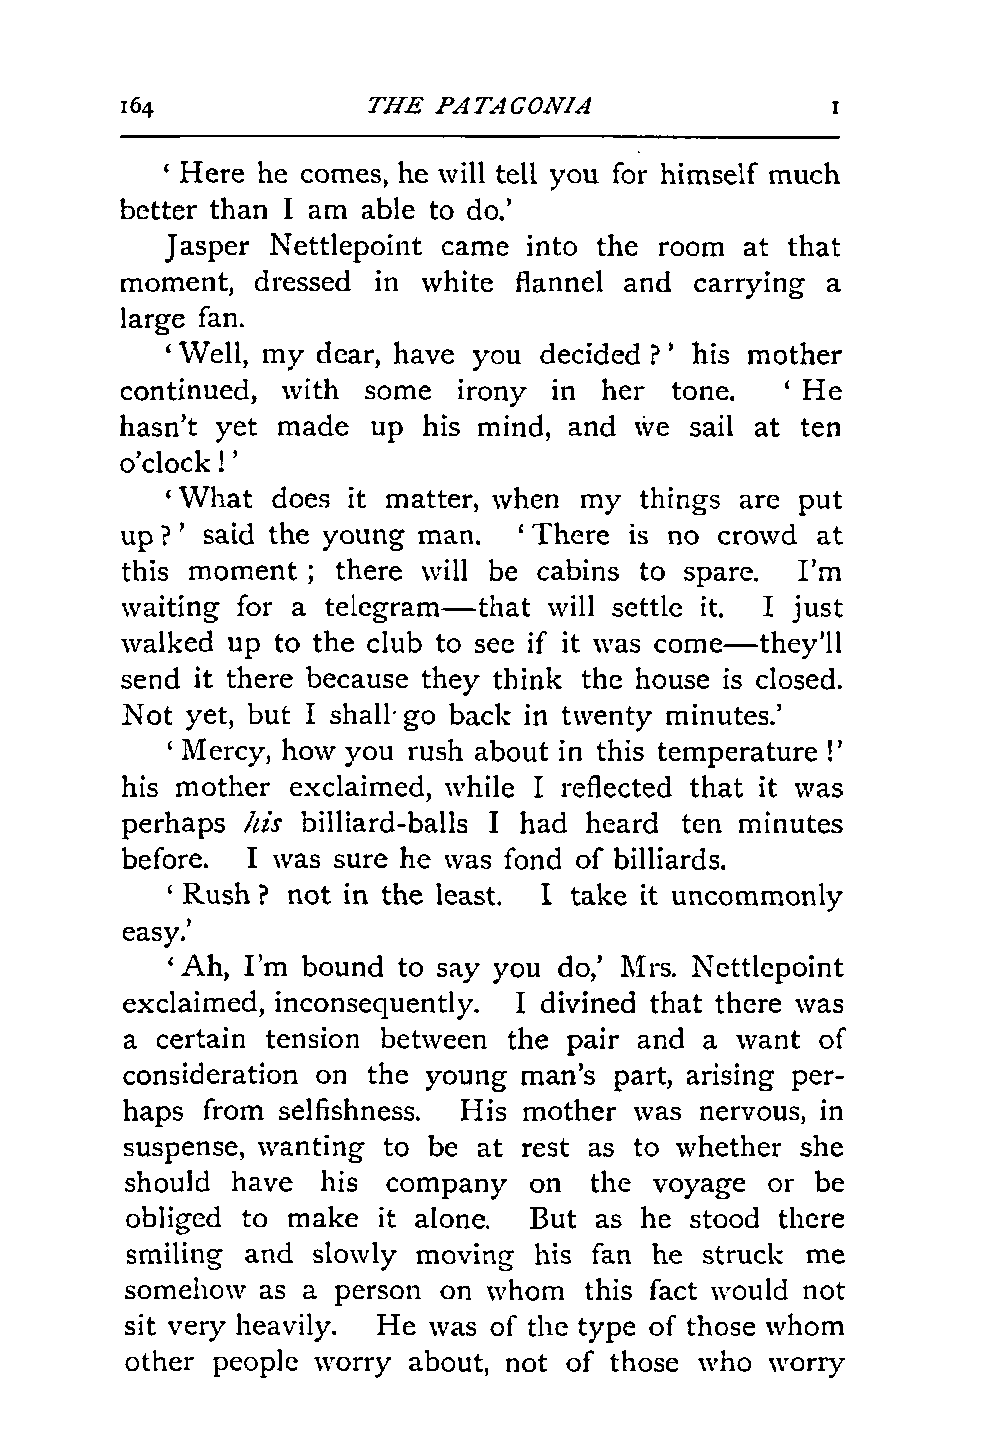 164 THE PATAGONIA I
‘ Here he comes, he will tell you for himself much
better than I am able to do.’
Jasper Nettlepoint came into the room at that
moment, dressed in white flannel and carrying a
large fan.
‘ Well, my dear, have you decided ? ’ his mother
continued, with some irony in her tone. ‘ He
hasn’t yet made up his mind, and we sail at ten
o’clock ! ’
‘ What does it matter, when my things are put
up ? ’ said the young man. ‘ There is no crowd at
this moment ; there will be cabins to spare. I’m
waiting for a telegram—that will settle it. I just
walked up to the club to see if it was come—they’ll
send it there because they think the house is closed.
Not yet, but I shall go back in twenty minutes.’
‘ Mercy, how you rush about in this temperature !’
his mother exclaimed, while I reflected that it was
perhaps his billiard-balls I had heard ten minutes
before. I was sure he was fond of billiards.
‘ Rush ? not in the least. I take it uncommonly
easy.’
‘ Ah, I’m bound to say you do,’ Mrs. Nettlepoint
exclaimed, inconsequently. I divined that there was
a certain tension between the pair and a want of
consideration on the young man’s part, arising per-
haps from selfishness. His mother was nervous, in
suspense, wanting to be at rest as to whether she
should have his company on the voyage or be
obliged to make it alone. But as he stood there
smiling and slowly moving his fan he struck me
somehow as a person on whom this fact would not
sit very heavily. He was of the type of those whom
other people worry about, not of those who worry